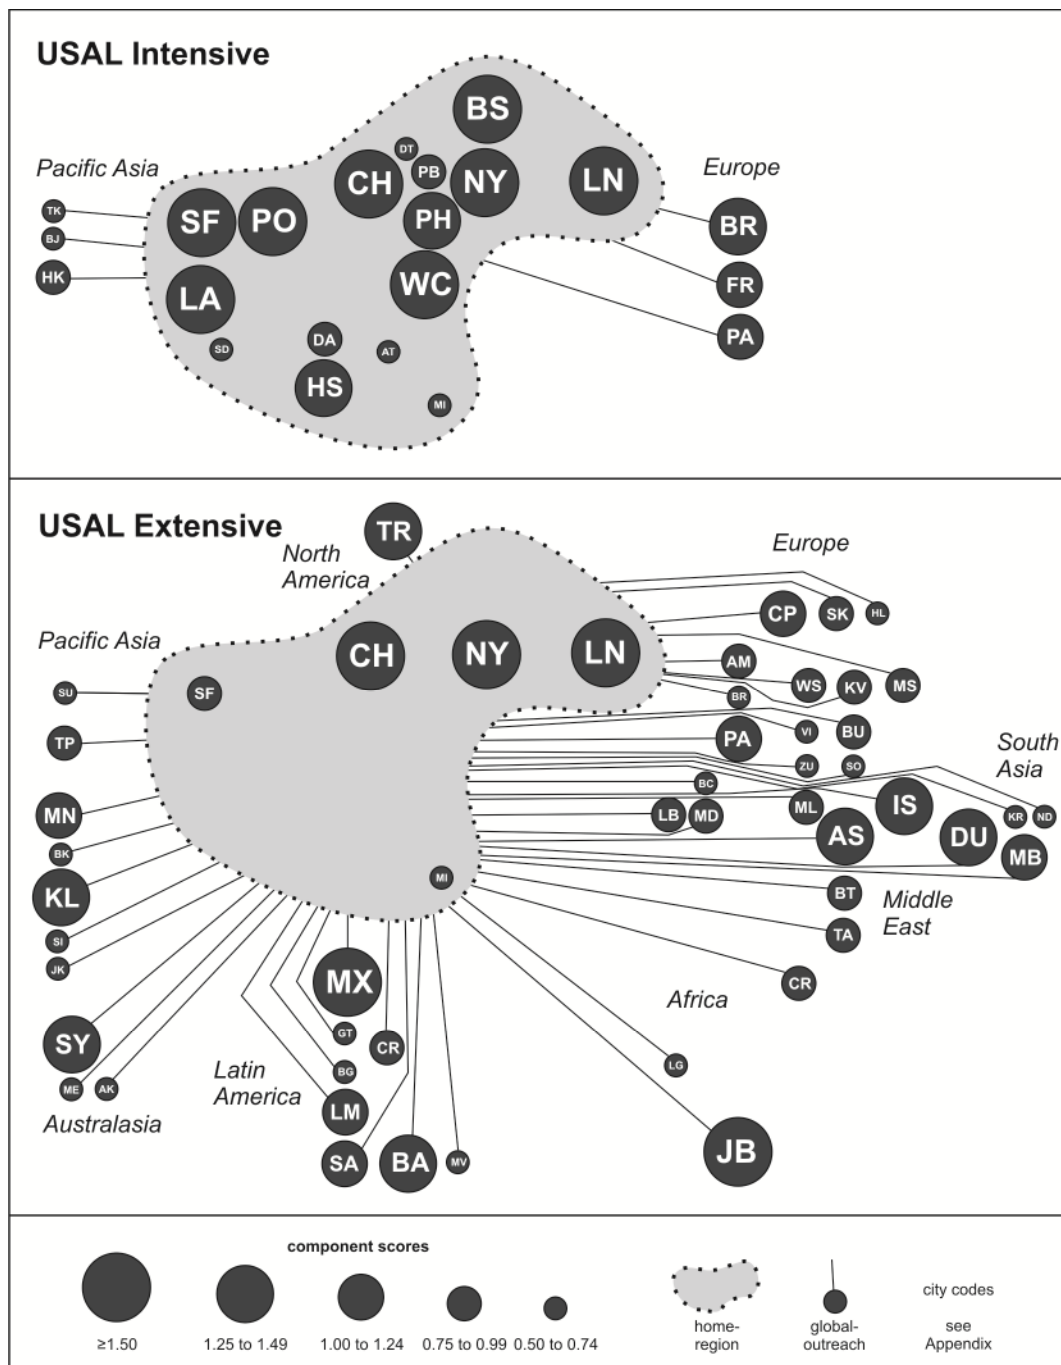 USAL Intensive
BS
DT
Pacific Asia
PB
Europe
CH
NY
LN
TK
SF
PO
PH
BR
BJ
HK
WC
FR
LA
PA
SD
DA
AT
HS
MI
USAL Extensive
TR
North
America
Europe
CP
SK
HL
Pacific Asia
CH
NY
LN
AM
WS
KV
MS
SU
SF
BR
TP
PA
VI
BU
South
Asia
ZU
SO
BC
MN
LB
MD
ML
IS
KR
ND
AS
DU
BK
MB
KL
MI
BT
Middle
East
SI
TA
JK
MX
CR
Africa
SY
GT
CR
LG
ME
AK
Latin
America
BG
Australasia
LM
SA
BA
MV
JB
component scores
≥1.50
1.25 to 1.49
1.00 to 1.24
0.75 to 0.99
0.50 to 0.74
home-
region
global-
outreach
city codes
see
Appendix